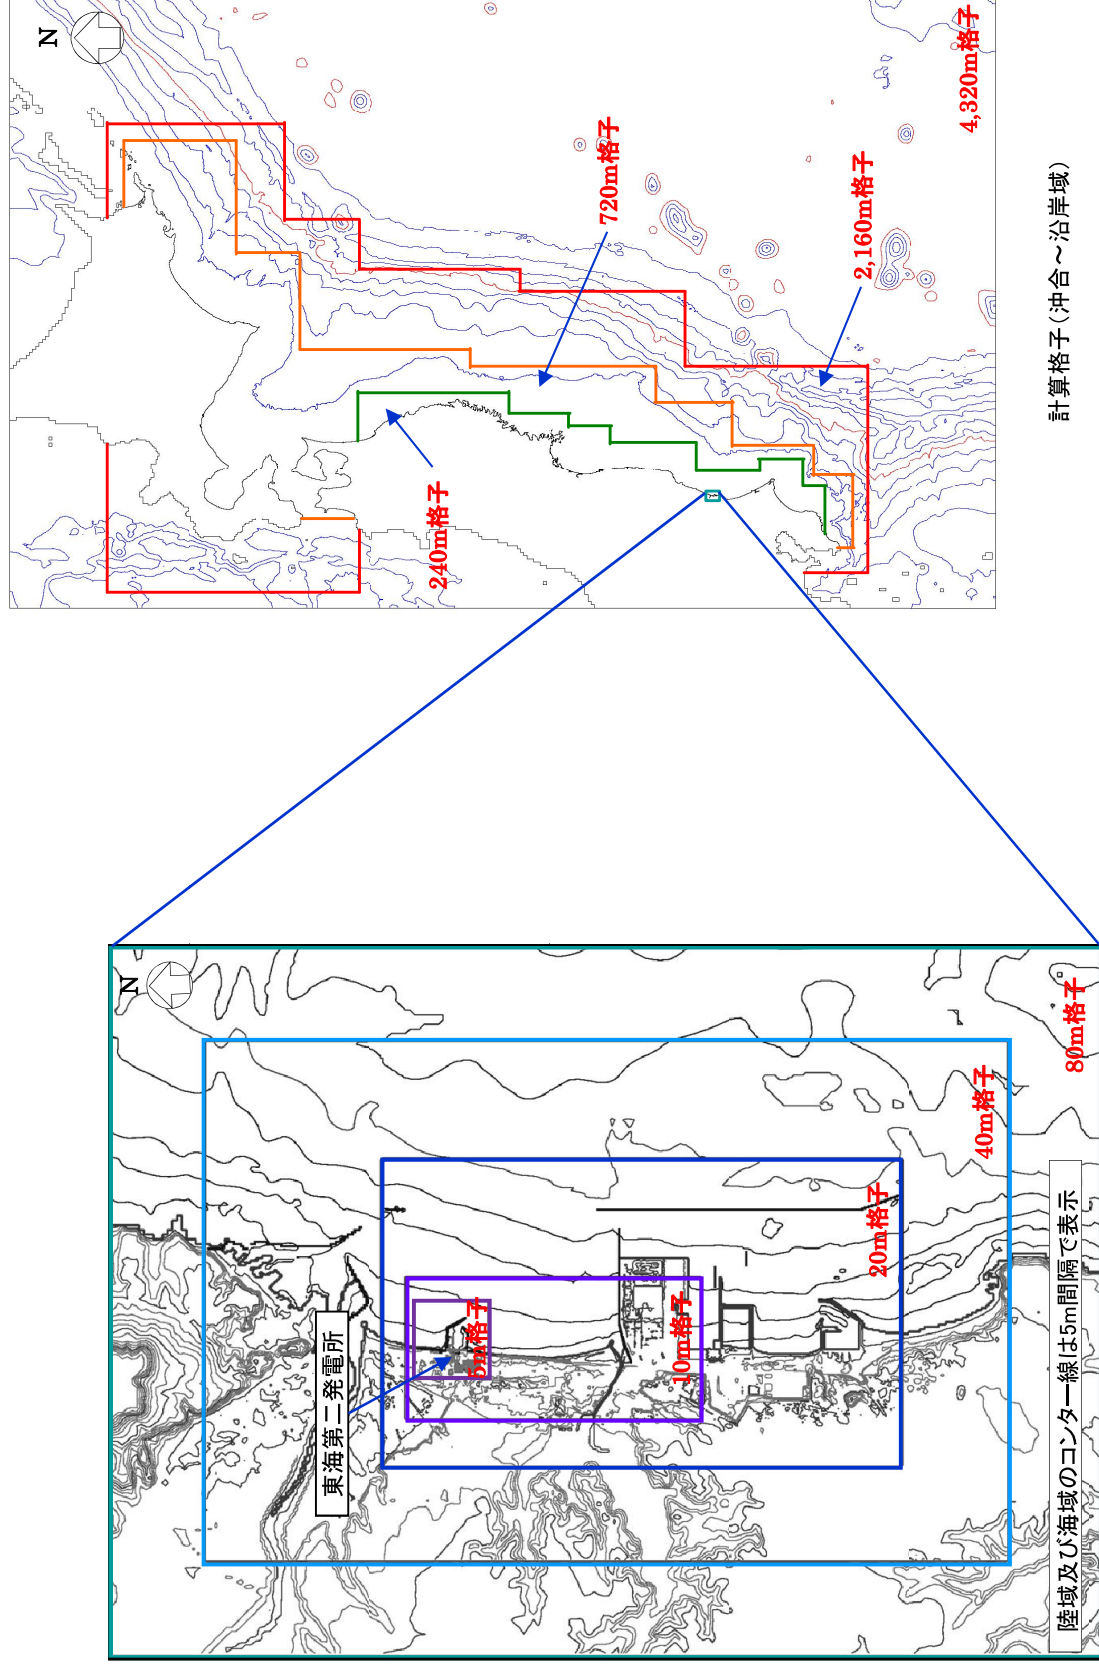 N
4,320m格子
720m格子
2,160m格子
240m格子
計算格子（沖合～沿岸域）
N
80m格子
40m格子
20m格子
5m格子
10m格子
東海第二発電所
陸域及び海域のコンター線は5m間隔で表示